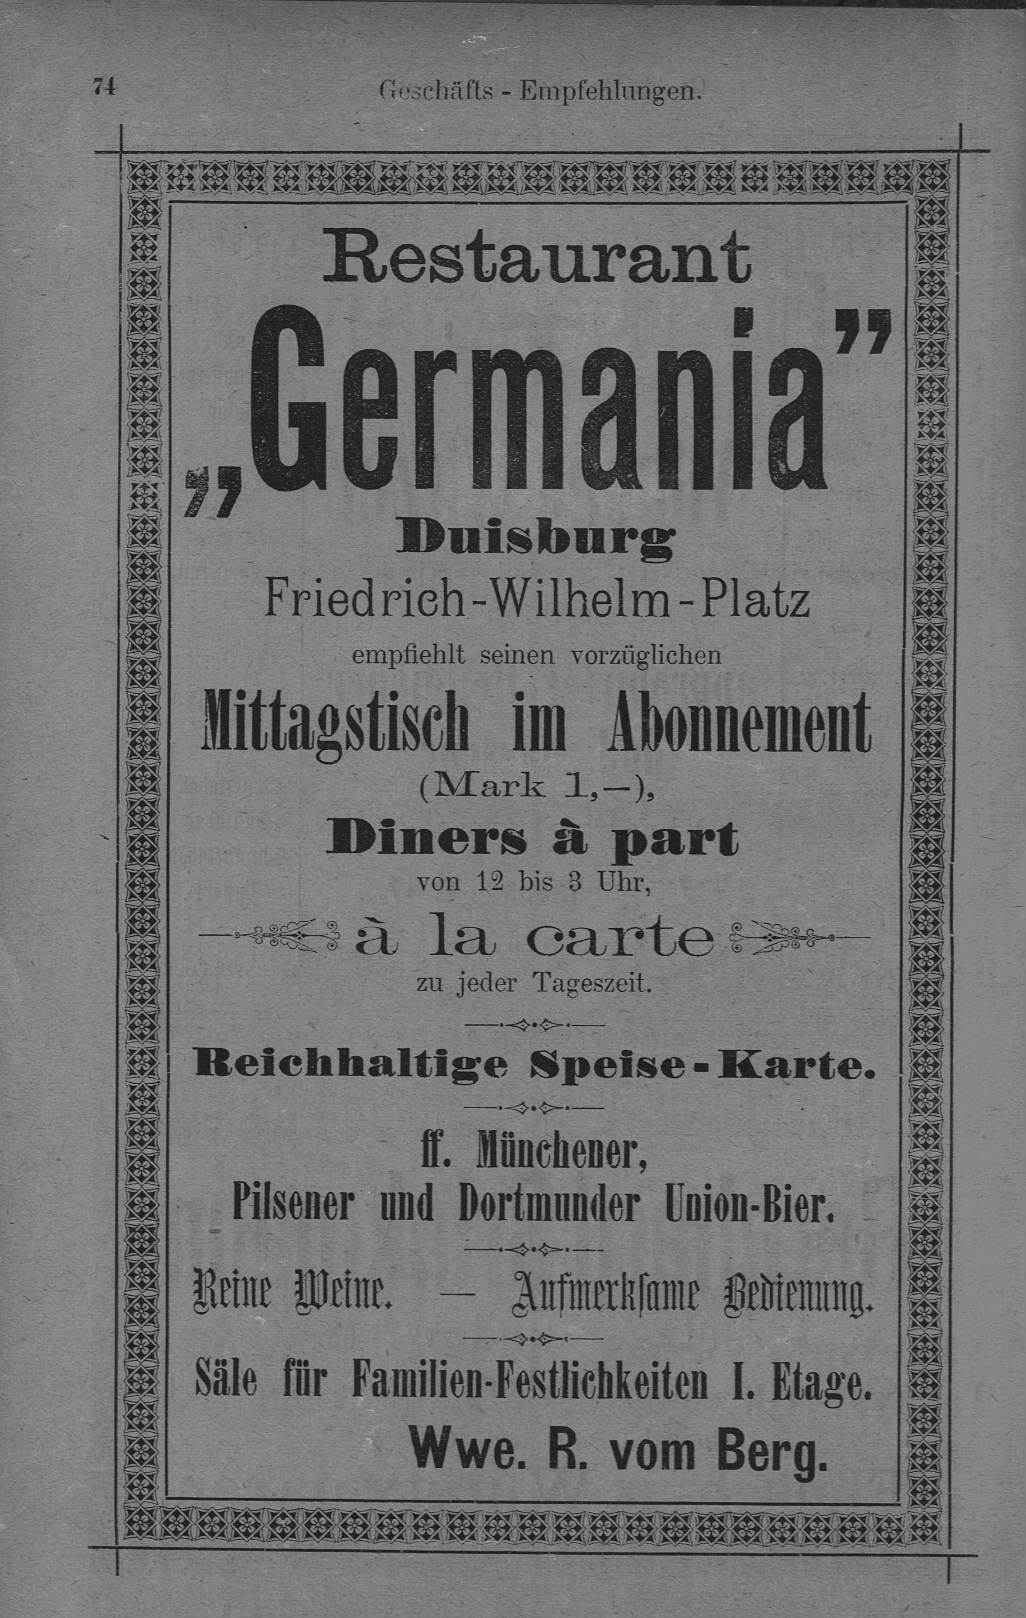 74
Geschäfts - Empfehlungen.
Restaurant
„Germania”
Duisburg
Friedrich-Wilhelm-Platz
empfiehlt seinen vorzüglichen
Mittagstisch im Abonnement
(Mark 1,—),
Diners à part
von 12 bis 3 Uhr,
à la carte
zu jeder Tageszeit.
Reichhaltige Speise-Karte.
ff. Münchener,
Pilsener und Dortmunder Union-Bier.
Reine Weine. — Aufmerkſame Bedienung.
Säle für Familien-Festlichkeiten I. Etage.
Wwe. R. vom Berg.